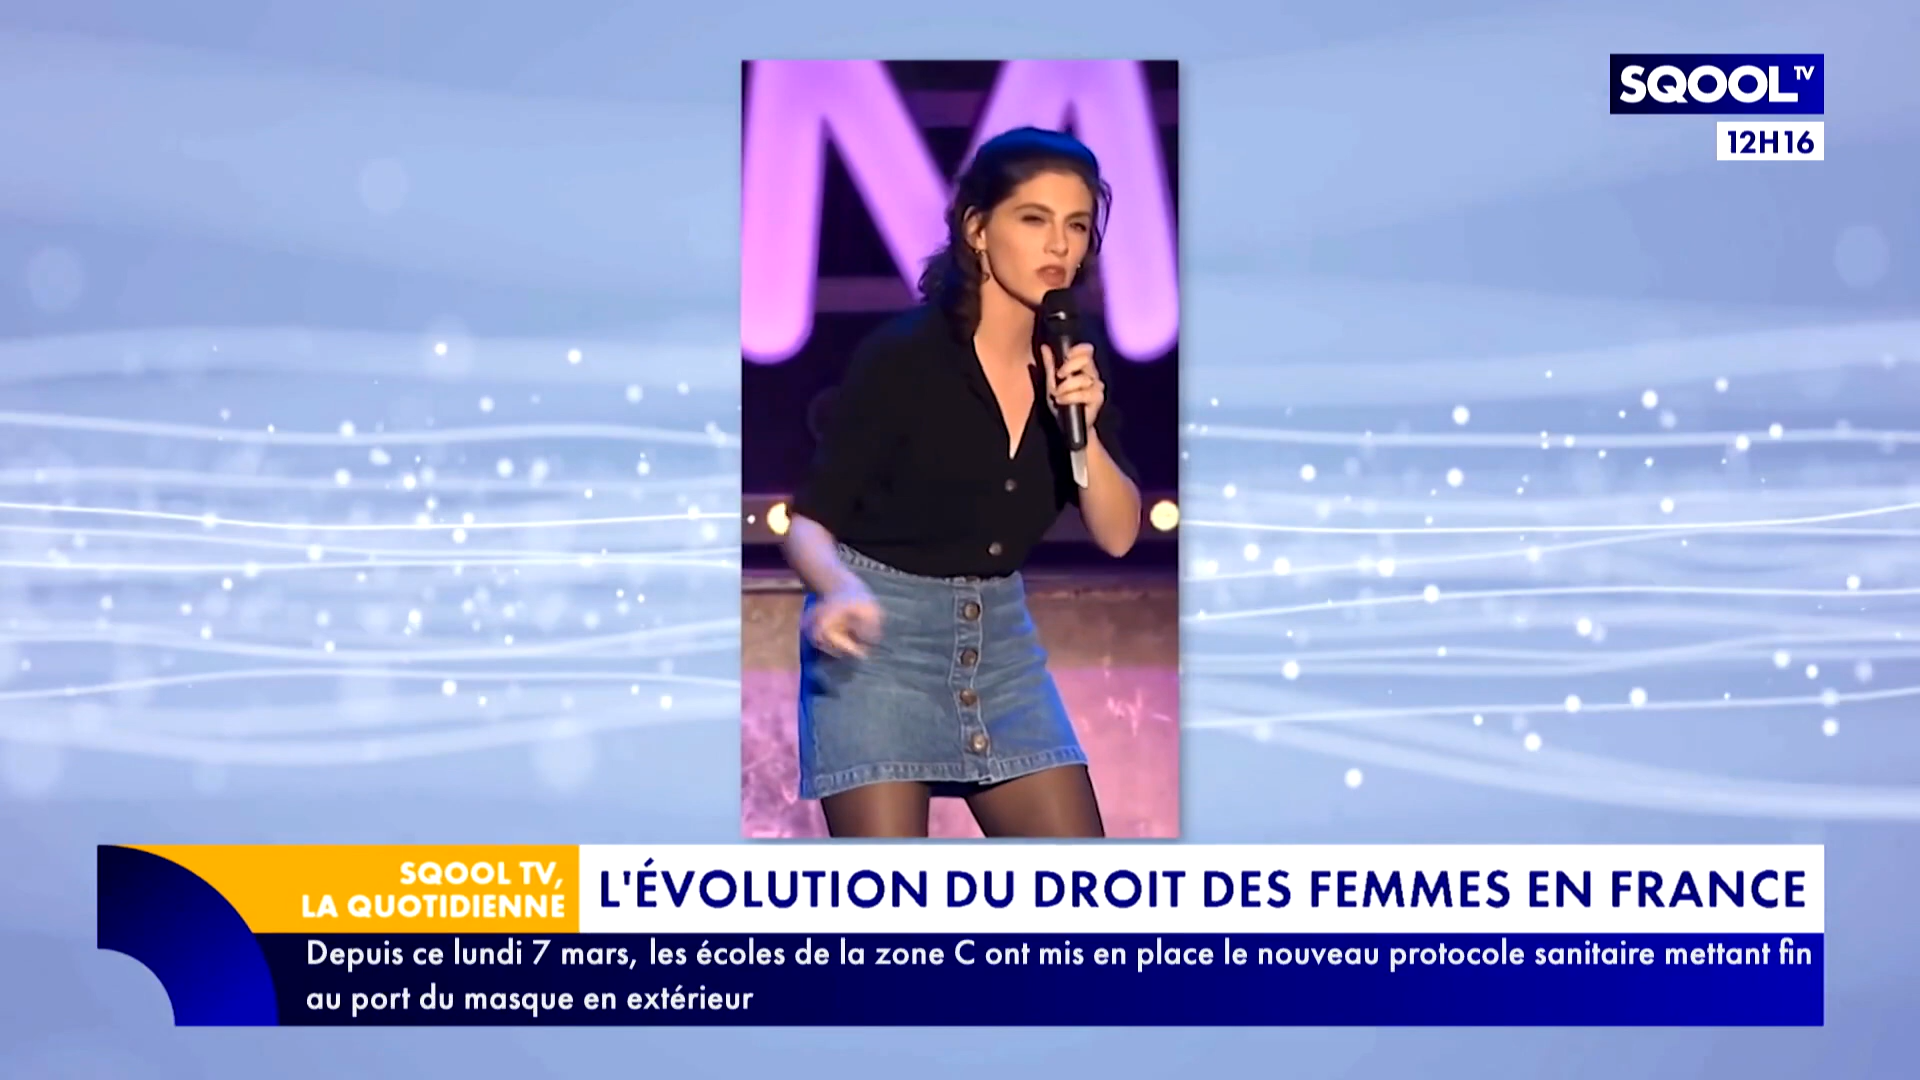 SQOOL TV
12H16
M
SQOOL TV,
LA QUOTIDIENNE
L'ÉVOLUTION DU DROIT DES FEMMES EN FRANCE
Depuis ce lundi 7 mars, les écoles de la zone C ont mis en place le nouveau protocole sanitaire mettant fin
au port du masque en extérieur